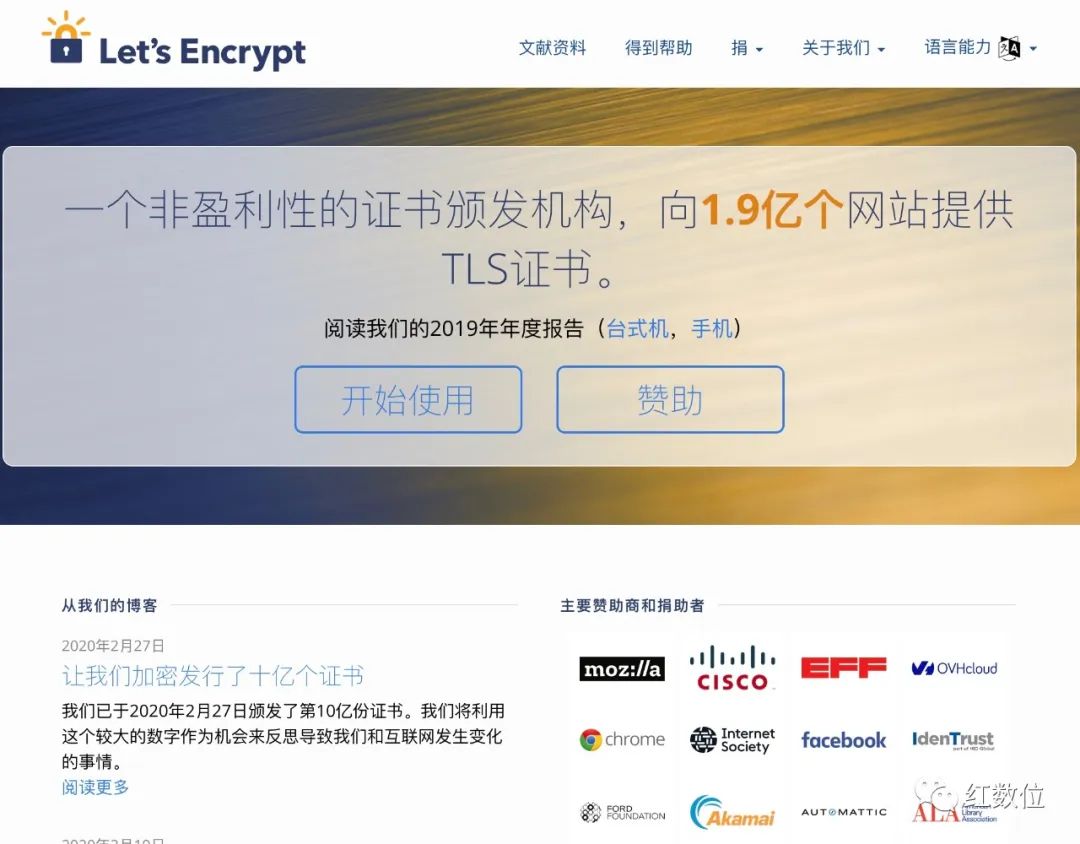 Let's Encrypt
文献资料 得到帮助 捐 关于我们 语言能力
一个非盈利性的证书颁发机构，向1.9亿个网站提供
TLS证书。
阅读我们的2019年年度报告（台式机，手机）
开始使用 赞助
从我们的博客
2020年2月27日
让我们加密发行了十亿个证书
我们已于2020年2月27日颁发了第10亿份证书。我们将利用
这个较大的数字作为机会来反思导致我们和互联网发生变化
的事情。
阅读更多
主要赞助商和捐助者
moz://a CISCO EFF OVHcloud
chrome Internet Society facebook IdenTrust
FORD FOUNDATION Akamai AUTOMATTIC ALA Library Association
红数位